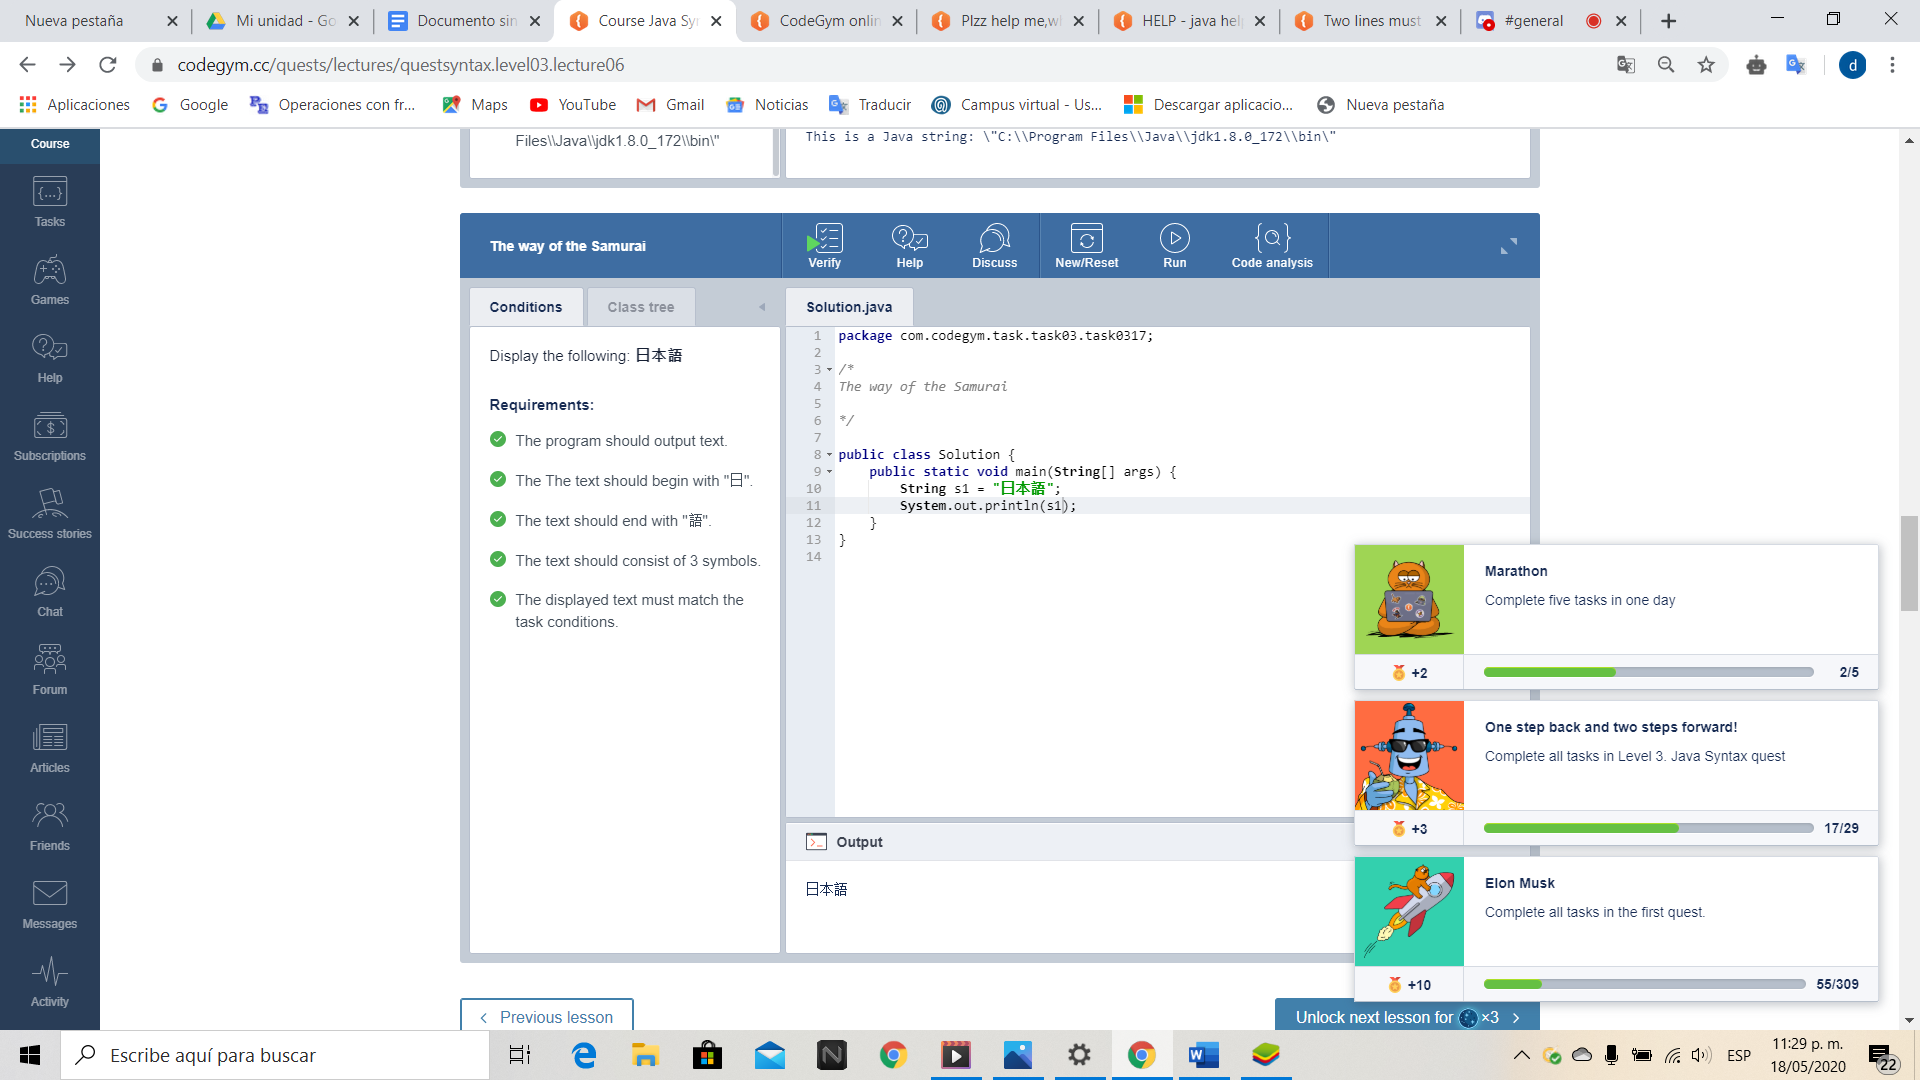 Nueva pestaña
Mi unidad - Go
Documento sin
Course Java Sy
CodeGym onlin
Plzz help me,wh
HELP - java help
Two lines must
#general
codegym.cc/quests/lectures/questsyntax.level03.lecture06
d
Aplicaciones
Google
Operaciones con fr...
Maps
YouTube
Gmail
Noticias
Traducir
Campus virtual - Us...
Descargar aplicacio...
Nueva pestaña
Course
Tasks
Games
Help
Subscriptions
Success stories
Chat
Forum
Articles
Friends
Messages
Activity
Files\\Java\\jdk1.8.0_172\\bin\"
This is a Java string: \"C:\\Program Files\\Java\\jdk1.8.0_172\\bin\"
The way of the Samurai
Verify
Help
Discuss
New/Reset
Run
Code analysis
Conditions
Class tree
Display the following: 日本語
Requirements:
The program should output text.
The The text should begin with "日".
The text should end with "語".
The text should consist of 3 symbols.
The displayed text must match the
task conditions.
Solution.java
1 package com.codegym.task.task03.task0317;
2
3 /*
4 The way of the Samurai
5
6 */
7
8 public class Solution {
9 public static void main(String[] args) {
10 String s1 = "日本語";
11 System.out.println(s1);
12 }
13 }
14
Output
日本語
Marathon
Complete five tasks in one day
+2
2/5
One step back and two steps forward!
Complete all tasks in Level 3. Java Syntax quest
+3
17/29
Elon Musk
Complete all tasks in the first quest.
+10
55/309
Previous lesson
Unlock next lesson for ×3
Escribe aquí para buscar
ESP
11:29 p. m.
18/05/2020
22